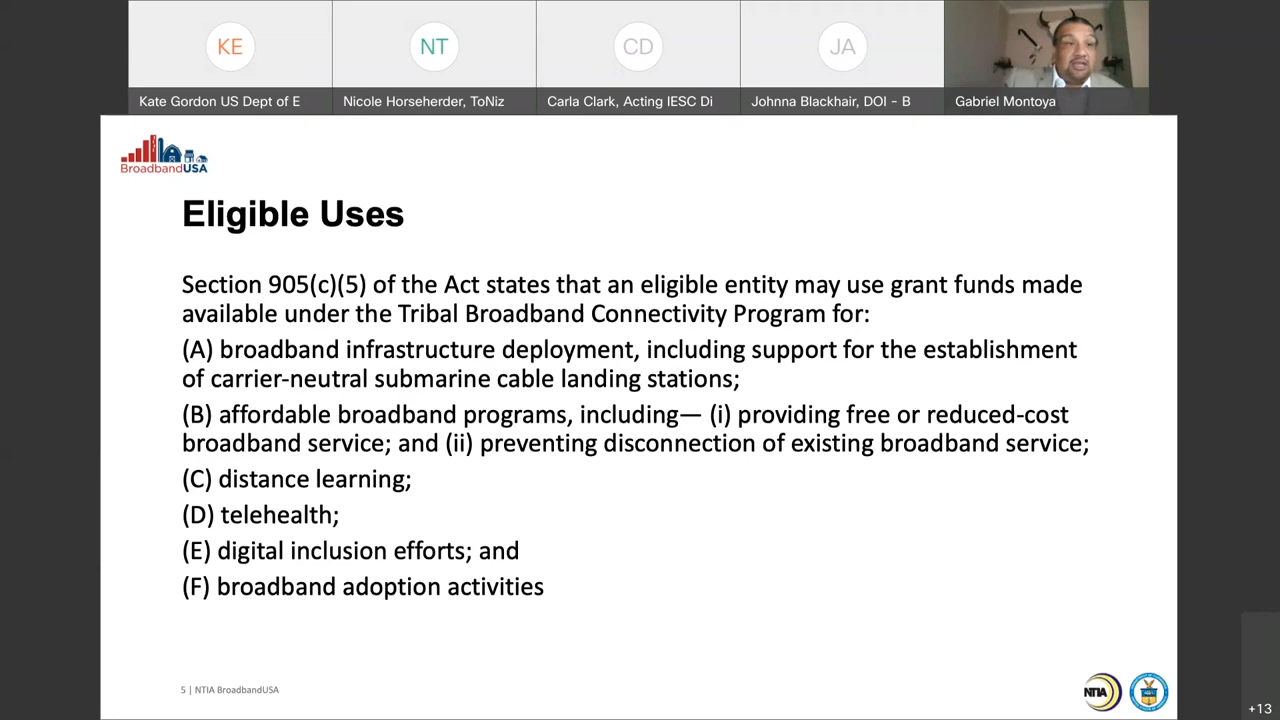 KE
NT
CD
JA
Kate Gordon US Dept of E
Nicole Horseherder, ToNiz
Carla Clark, Acting IESC Di
Johnna Blackhair, DOI - B
Gabriel Montoya
BroadbandUSA
Eligible Uses
Section 905(c)(5) of the Act states that an eligible entity may use grant funds made
available under the Tribal Broadband Connectivity Program for:
(A) broadband infrastructure deployment, including support for the establishment
of carrier-neutral submarine cable landing stations;
(B) affordable broadband programs, including— (i) providing free or reduced-cost
broadband service; and (ii) preventing disconnection of existing broadband service;
(C) distance learning;
(D) telehealth;
(E) digital inclusion efforts; and
(F) broadband adoption activities
5 | NTIA BroadbandUSA
NTIA
+13